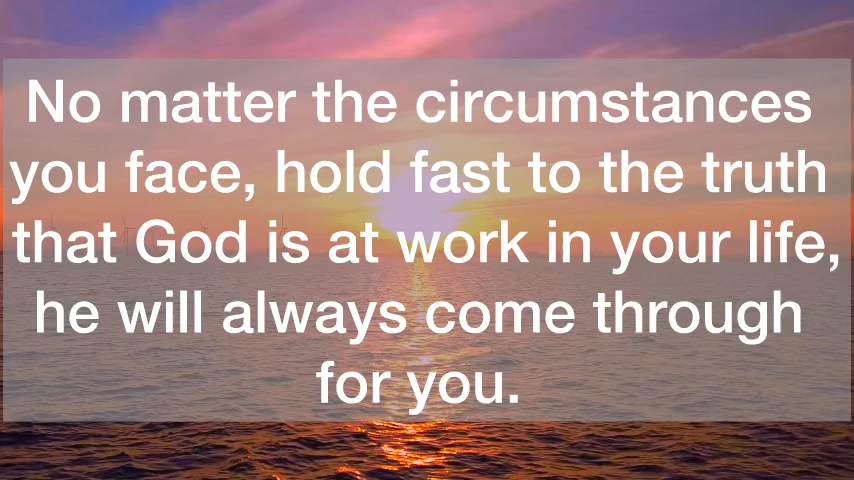 No matter the circumstances
you face, hold fast to the truth
that God is at work in your life,
he will always come through
for you.